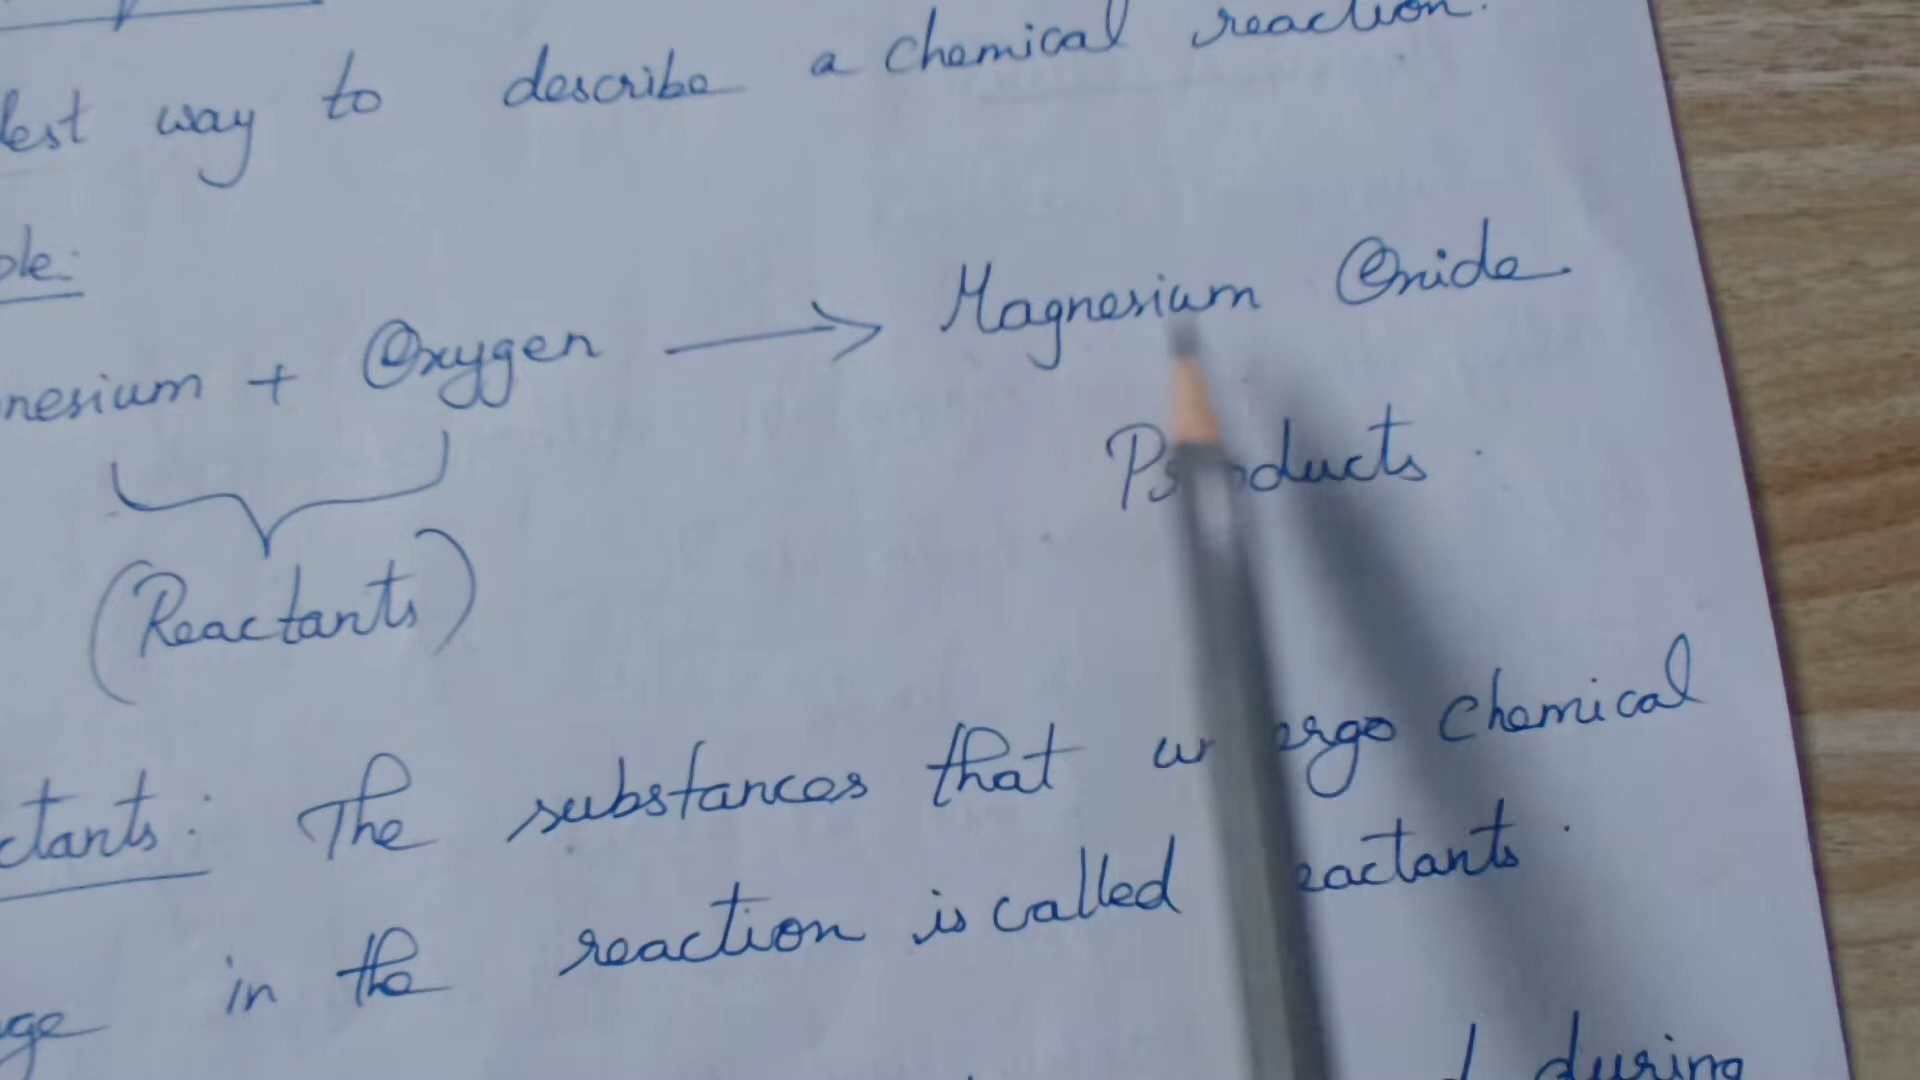 way to describe a chemical reaction.
+ Oxygen → Magnesium Oxide
Products
(Reactants)
The substances that chemical
in the reaction is called
during